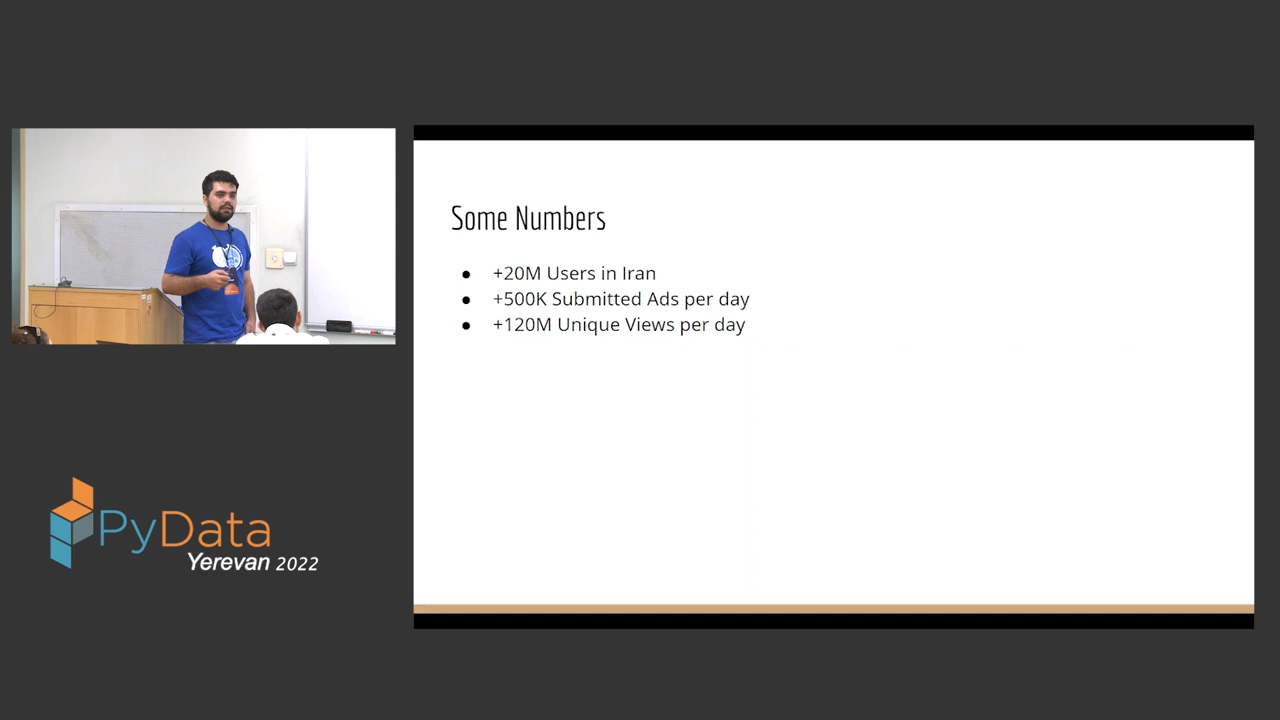 Some Numbers
+20M Users in Iran
+500K Submitted Ads per day
+120M Unique Views per day
PyData
Yerevan 2022